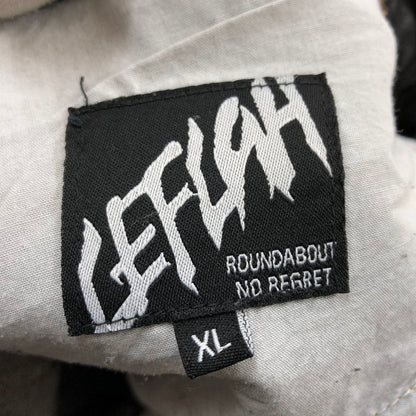 LEFLAH
ROUNDABOUT
NO REGRET
XL